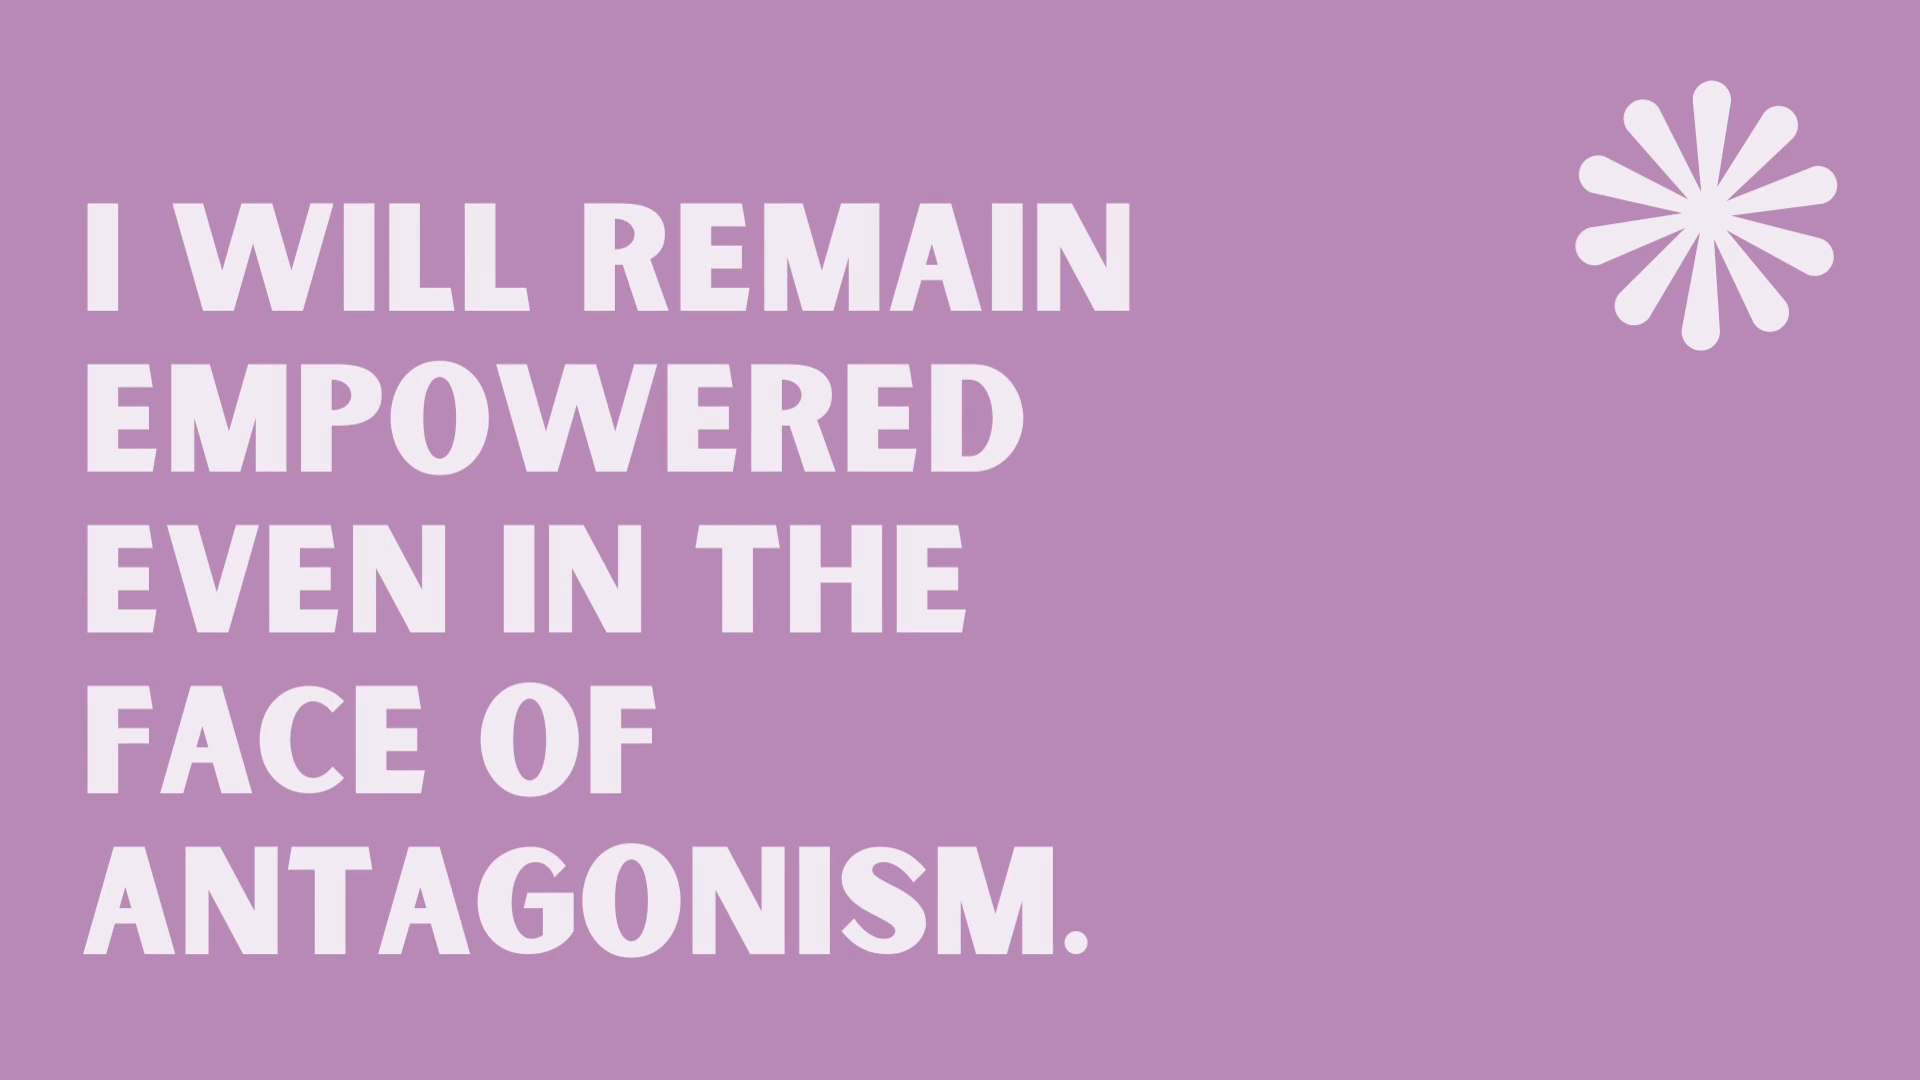 I WILL REMAIN
EMPOWERED
EVEN IN THE
FACE OF
ANTAGONISM.